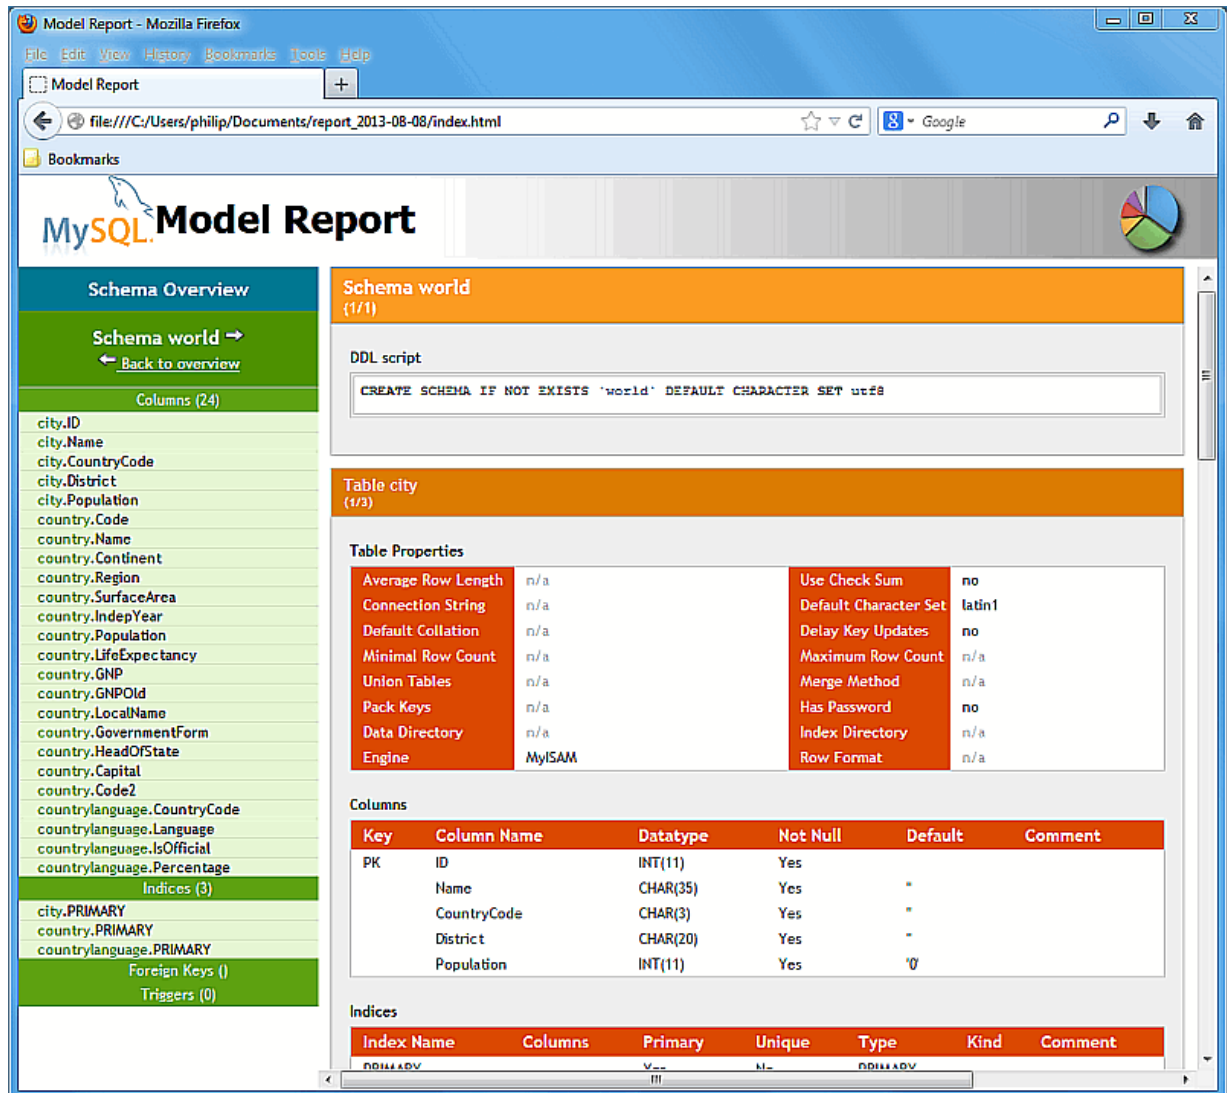 Model Report - Mozilla Firefox
File Edit View History Bookmarks Tools Help
Model Report
file:///C:/Users/philip/Documents/report_2013-08-08/index.html
Google
Bookmarks
MySQL. Model Report
Schema Overview
Schema world
Back to overview
Columns (24)
city.ID
city.Name
city.CountryCode
city.District
city.Population
country.Code
country.Name
country.Continent
country.Region
country.SurfaceArea
country.IndepYear
country.Population
country.LifeExpectancy
country.GNP
country.GNPOld
country.LocalName
country.GovernmentForm
country.HeadOfState
country.Capital
country.Code2
countrylanguage.CountryCode
countrylanguage.Language
countrylanguage.IsOfficial
countrylanguage.Percentage
Indices (3)
city.PRIMARY
country.PRIMARY
countrylanguage.PRIMARY
Foreign Keys ()
Triggers (0)
Schema world
(1/1)
DDL script
CREATE SCHEMA IF NOT EXISTS `world` DEFAULT CHARACTER SET utf8
Table city
(1/3)
Table Properties
Average Row Length n/a Use Check Sum no
Connection String n/a Default Character Set latin1
Default Collation n/a Delay Key Updates no
Minimal Row Count n/a Maximum Row Count n/a
Union Tables n/a Merge Method n/a
Pack Keys n/a Has Password no
Data Directory n/a Index Directory n/a
Engine MyISAM Row Format n/a
Columns
Key Column Name Datatype Not Null Default Comment
PK ID INT(11) Yes
Name CHAR(35) Yes ''
CountryCode CHAR(3) Yes ''
District CHAR(20) Yes ''
Population INT(11) Yes '0'
Indices
Index Name Columns Primary Unique Type Kind Comment
PRIMARY Yes No PRIMARY